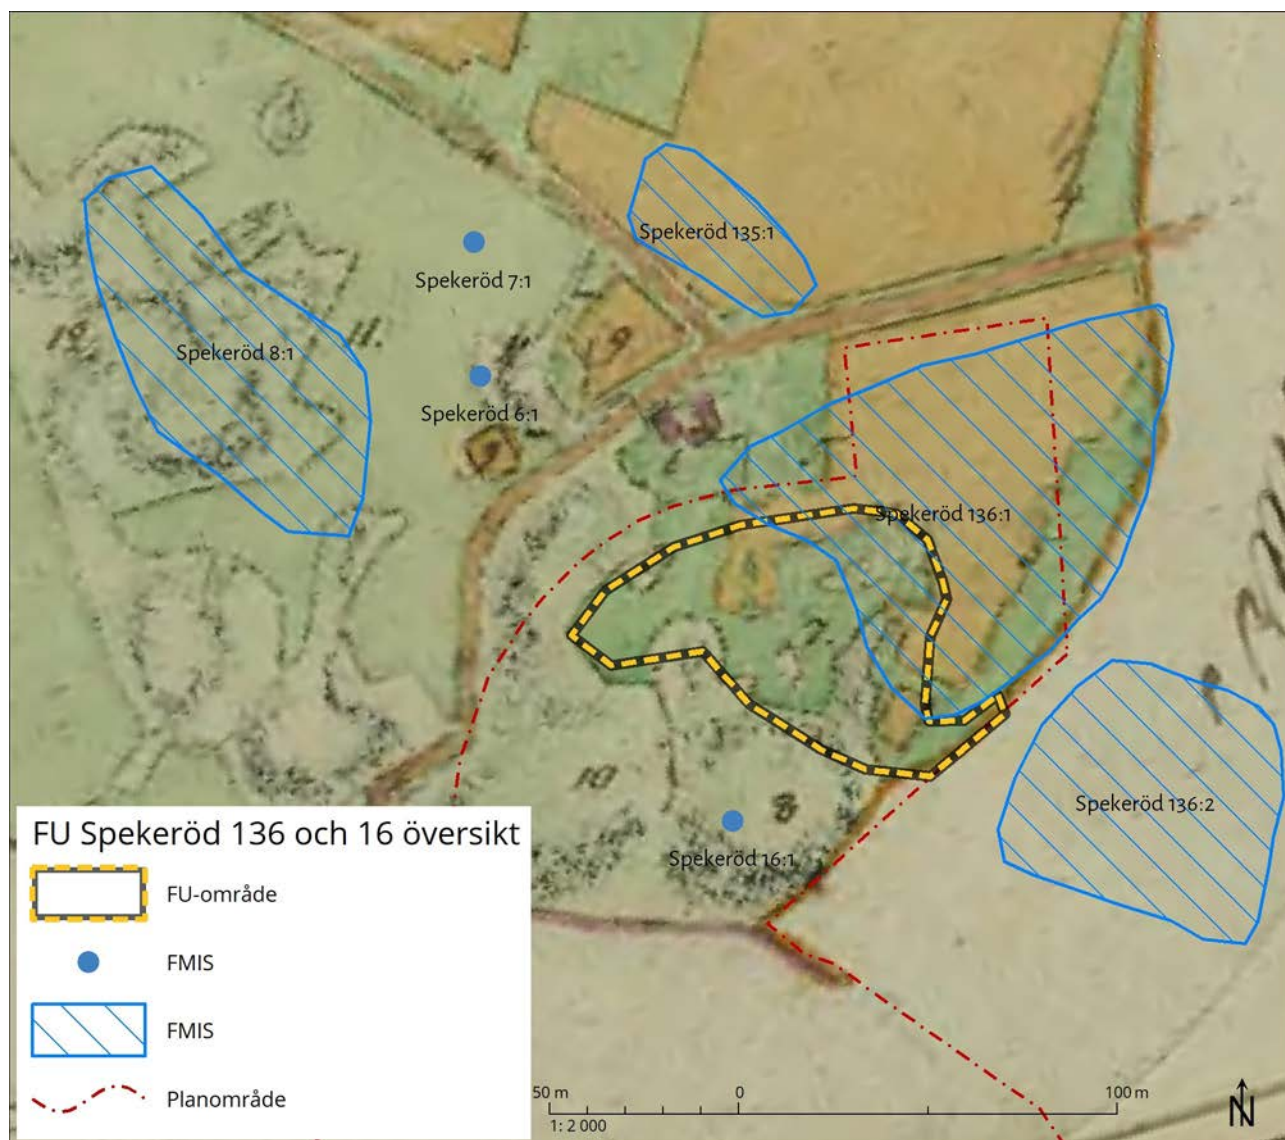 Spekeröd 135:1
Spekeröd 7:1
Spekeröd 8:1
Spekeröd 6:1
Spekeröd 136:1
10
8
Spekeröd 136:2
Spekeröd 16:1
FU Spekeröd 136 och 16 översikt
FU-område
FMIS
FMIS
Planområde
50 m 0 100 m
1: 2 000
N